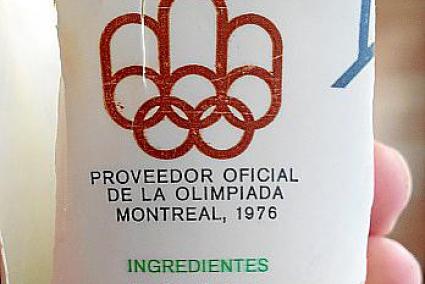 PROVEEDOR OFICIAL
DE LA OLIMPIADA
MONTREAL, 1976
INGREDIENTES